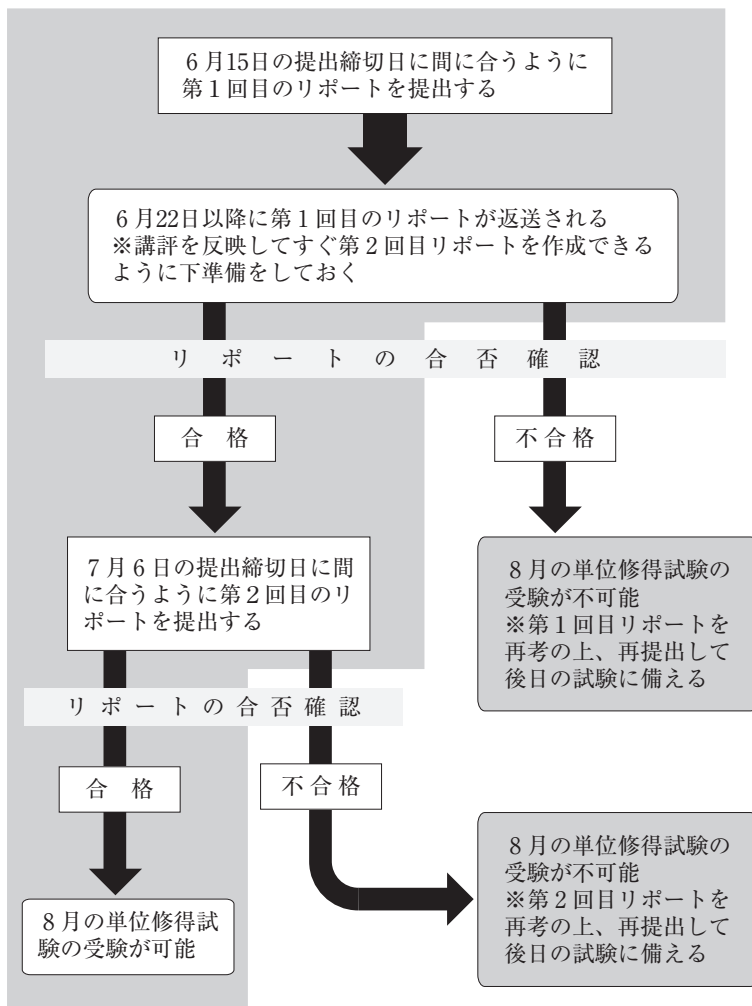 6月15日の提出締切日に間に合うように
第1回目のリポートを提出する
6月22日以降に第1回目のリポートが返送される
※講評を反映してすぐ第2回目リポートを作成できる
ように下準備をしておく
リポートの合否確認
合格
不合格
7月6日の提出締切日に間
に合うように第2回目のリ
ポートを提出する
8月の単位修得試験の
受験が不可能
※第1回目リポートを
再考の上、再提出して
後日の試験に備える
リポートの合否確認
合格
不合格
8月の単位修得試
験の受験が可能
8月の単位修得試験の
受験が不可能
※第2回目リポートを
再考の上、再提出して
後日の試験に備える